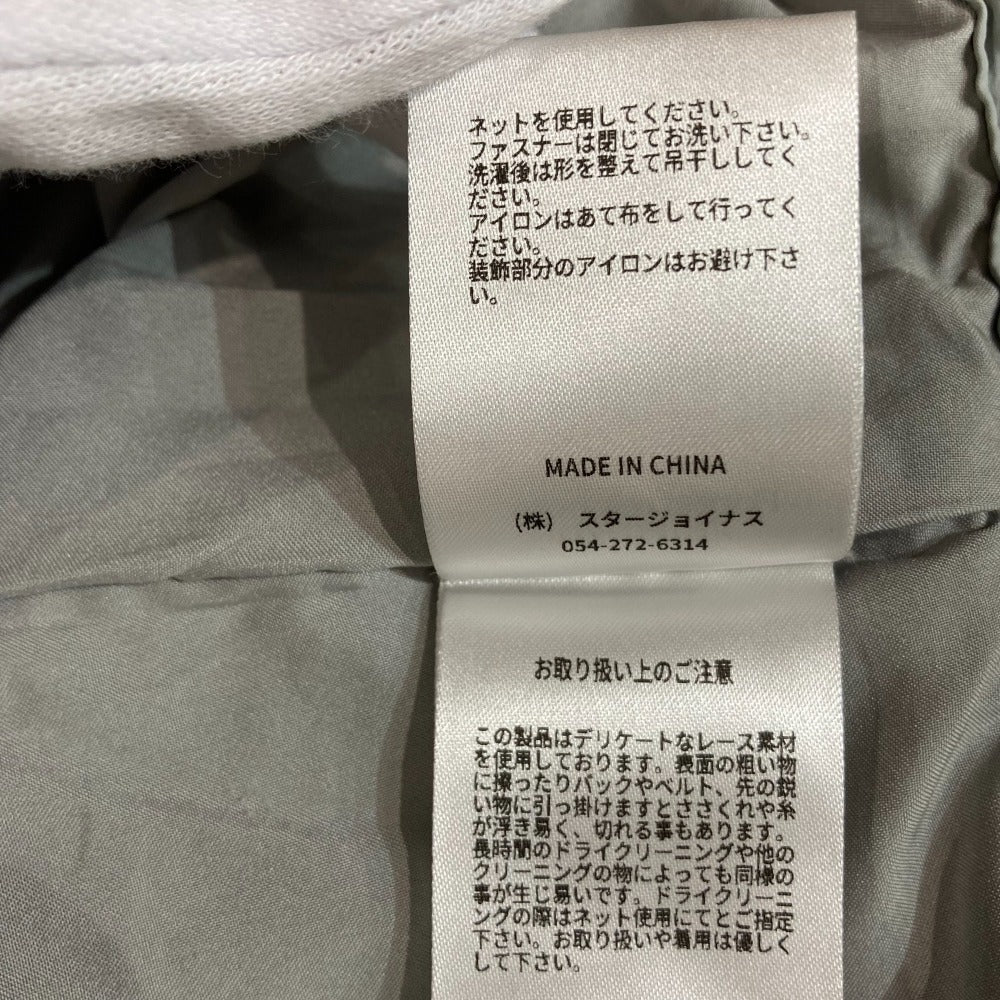 ネットを使用してください。
ファスナーは閉じてお洗い下さい。
洗濯後は形を整えて吊干ししてく
ださい。
アイロンはあて布をして行ってく
ださい。
装飾部分のアイロンはお避け下さ
い。
MADE IN CHINA
(株) スタージョイナス
054-272-6314
お取り扱い上のご注意
この製品はデリケートなレース素材
を使用しております。表面の粗い物
に擦ったりバックやベルト、先の鋭
い物に引っ掛けますとささくれや糸
が浮き易く、切れる事もあります。
長時間のドライクリーニングや他の
クリーニングの物によっても同様の
事が生じ易いです。ドライクリーニ
ングの際はネット使用にてとご指定
下さい。お取り扱いや着用は優しく
して下さい。